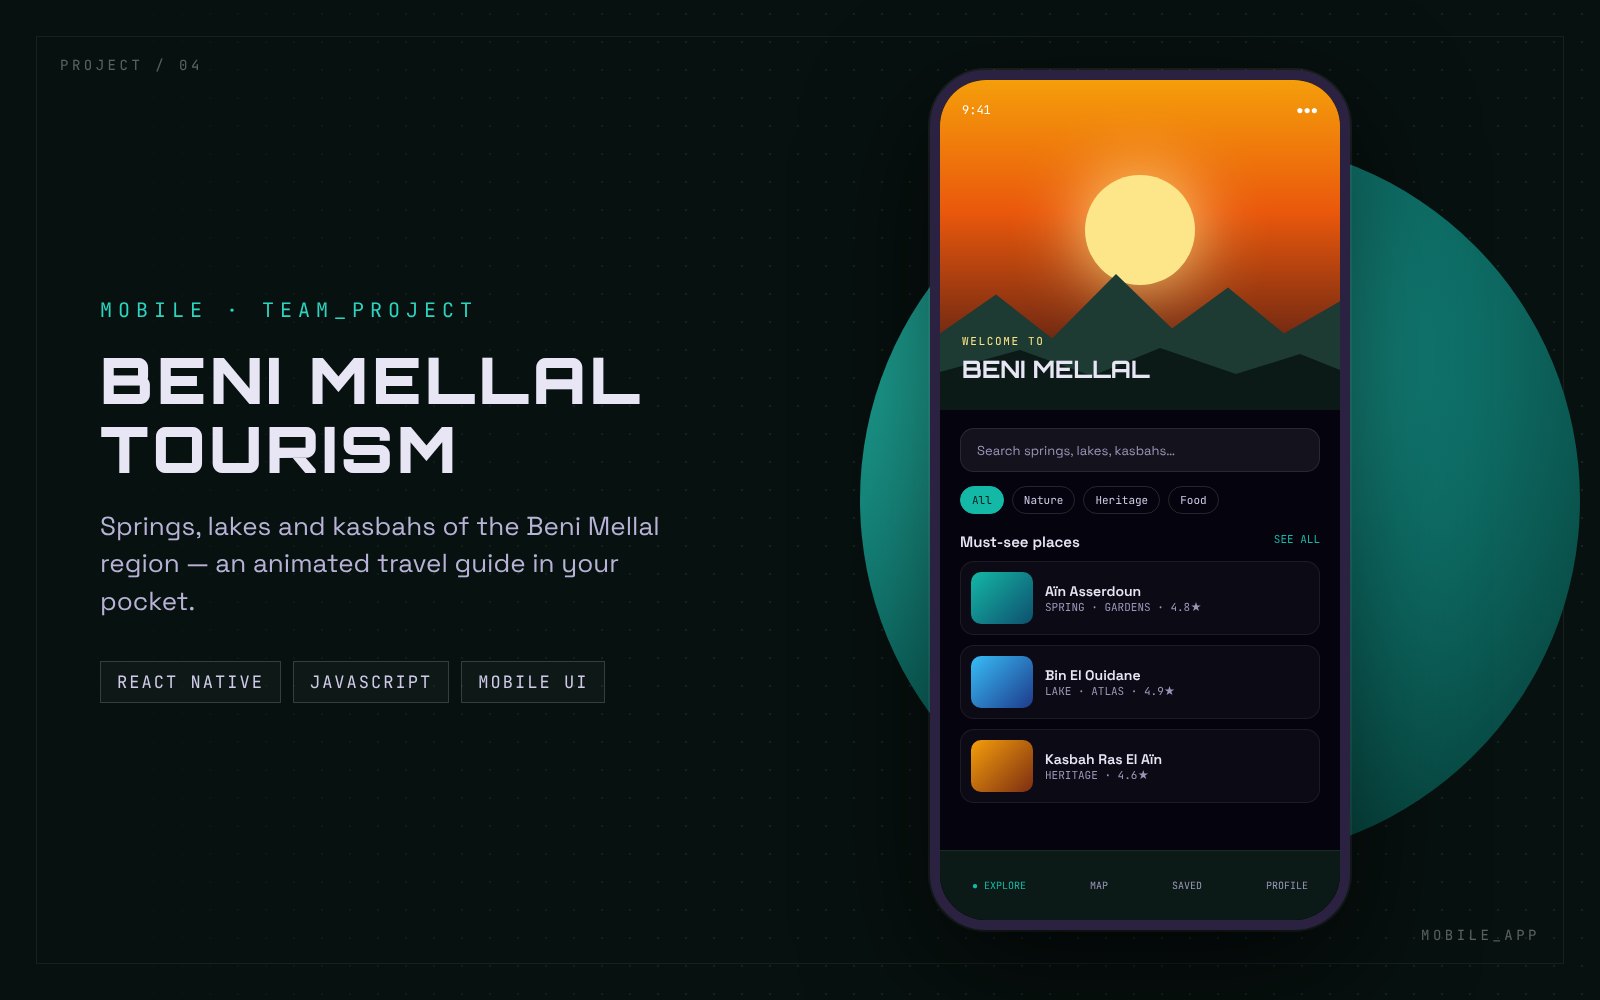 PROJECT / 04
MOBILE · TEAM_PROJECT
BENI MELLAL
TOURISM
Springs, lakes and kasbahs of the Beni Mellal
region — an animated travel guide in your
pocket.
REACT NATIVE
JAVASCRIPT
MOBILE UI
9:41
WELCOME TO
BENI MELLAL
Search springs, lakes, kasbahs...
All
Nature
Heritage
Food
Must-see places
SEE ALL
Aïn Asserdoun
SPRING · GARDENS · 4.8★
Bin El Ouidane
LAKE · ATLAS · 4.9★
Kasbah Ras El Aïn
HERITAGE · 4.6★
● EXPLORE
MAP
SAVED
PROFILE
MOBILE_APP